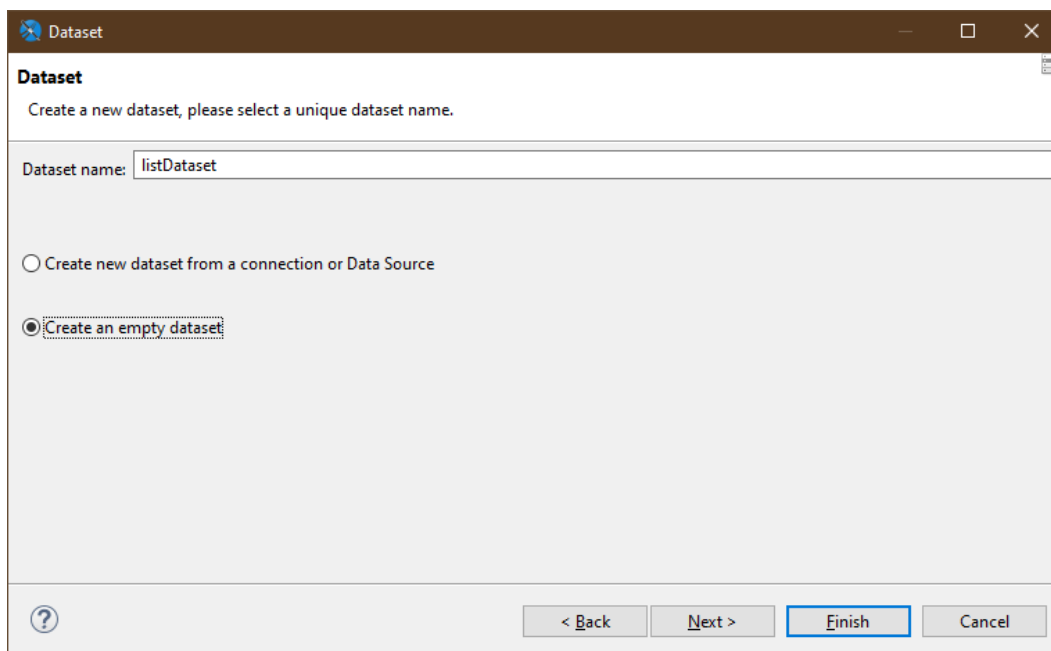 Dataset
Dataset
Create a new dataset, please select a unique dataset name.
Dataset name: listDataset
Create new dataset from a connection or Data Source
Create an empty dataset
? < Back Next > Finish Cancel